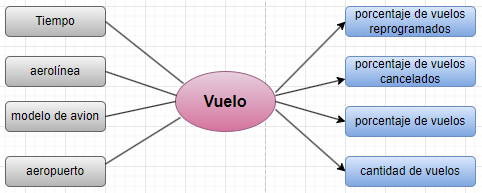 Tiempo
aerolínea
modelo de avion
aeropuerto
Vuelo
porcentaje de vuelos
reprogramados
porcentaje de vuelos
cancelados
porcentaje de vuelos
cantidad de vuelos